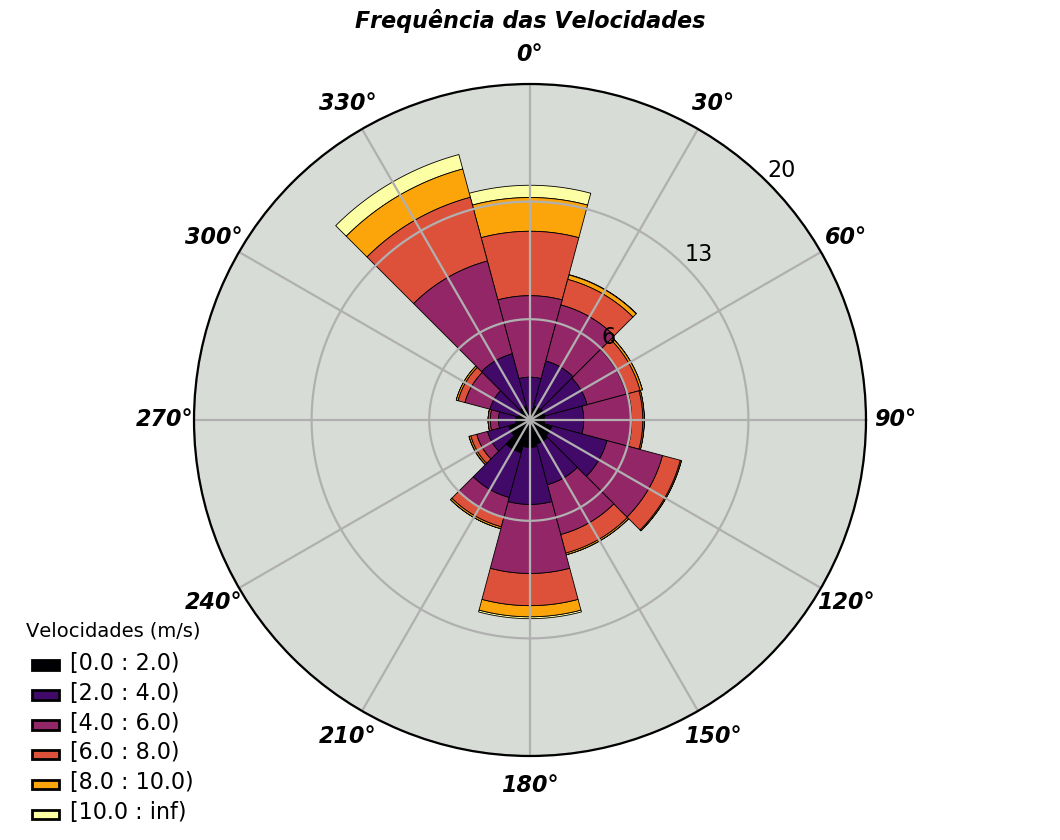 Frequência das Velocidades
0°
330°
30°
20
300°
60°
13
6
270°
90°
240°
120°
Velocidades (m/s)
[0.0 : 2.0)
[2.0 : 4.0)
[4.0 : 6.0)
210°
150°
[6.0 : 8.0)
180°
[8.0 : 10.0)
[10.0 : inf)